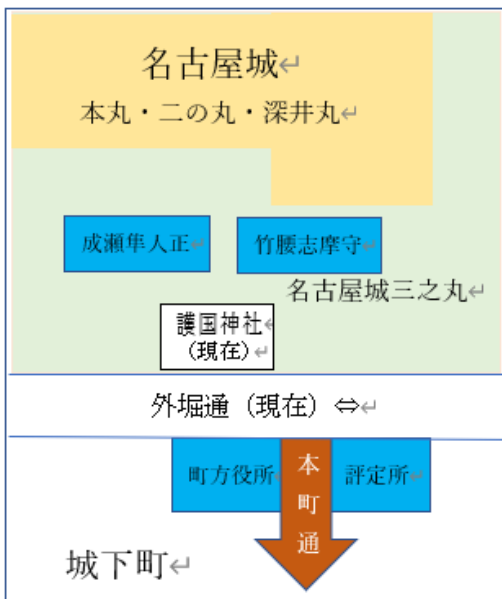 名古屋城↵
本丸・二の丸・深井丸↵
成瀬隼人正↵
竹腰志摩守↵
名古屋城三之丸↵
護国神社↵
（現在）↵
外堀通（現在）⇔↵
町方役所↵
本町通
評定所↵
城下町↵